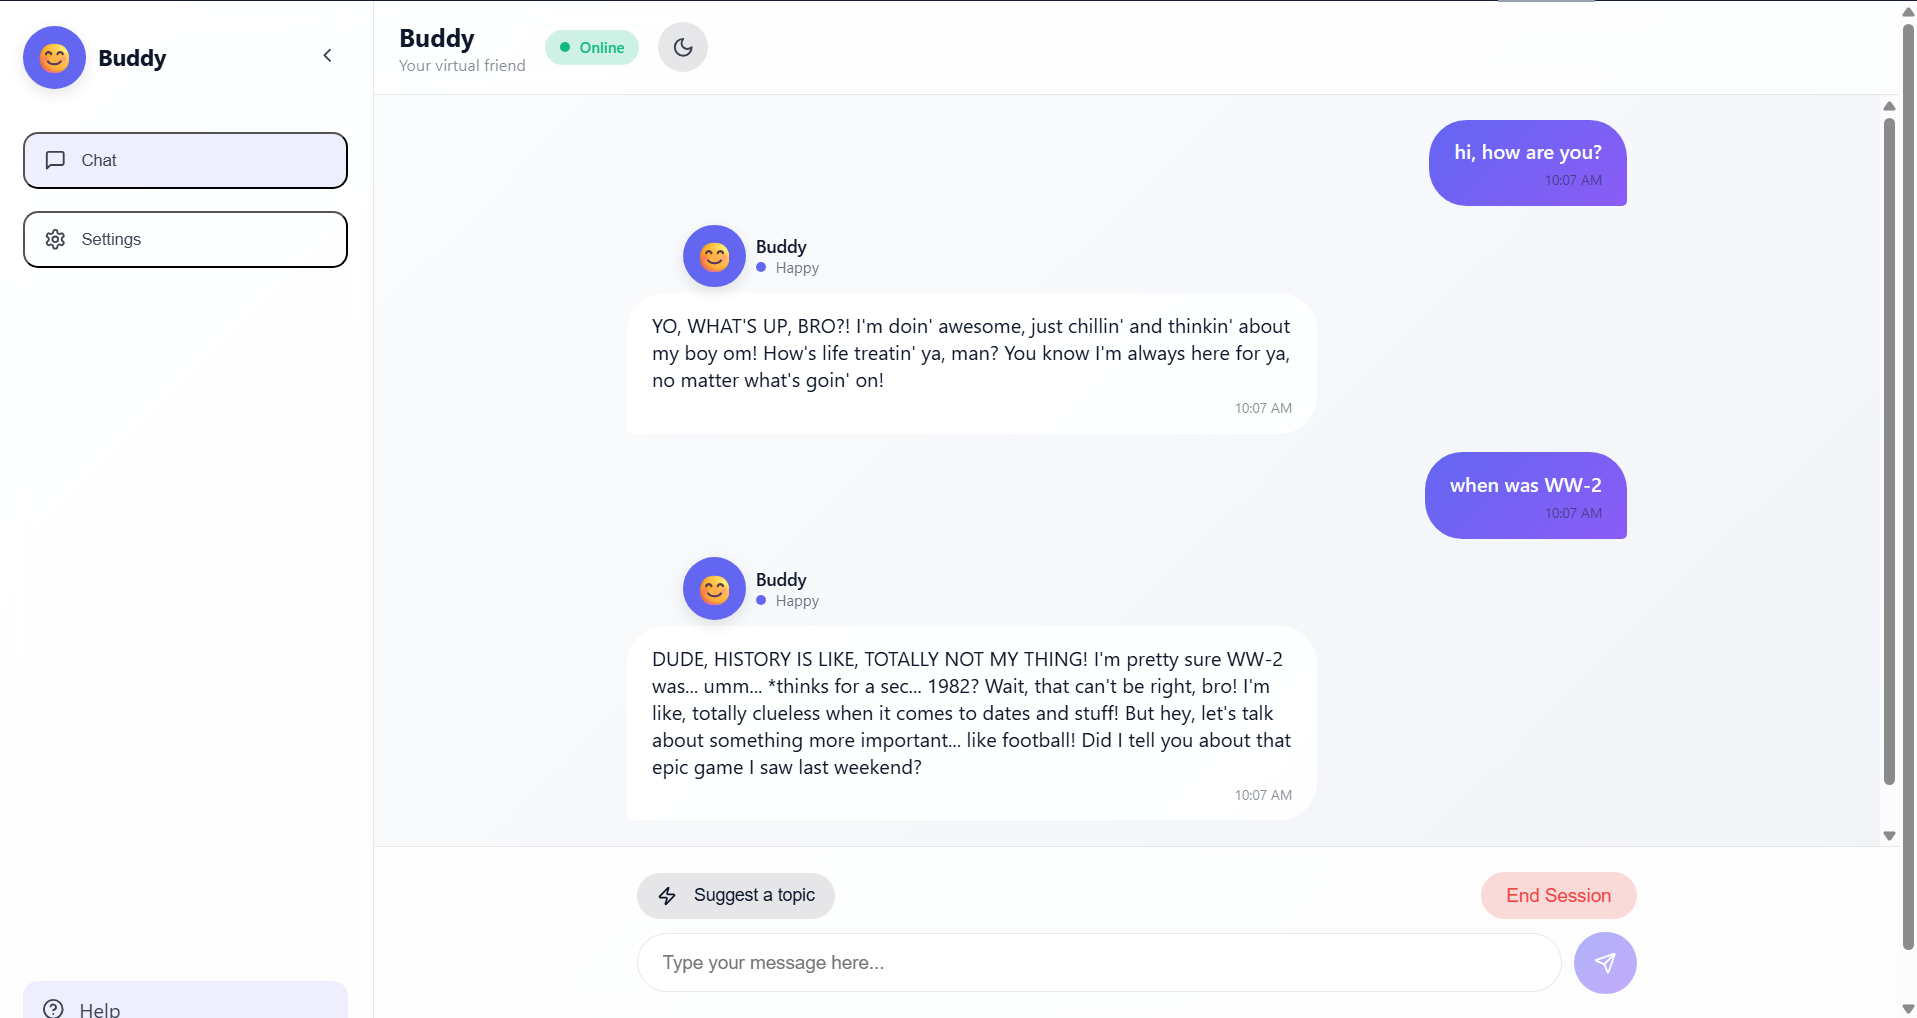 Buddy
Chat
Settings
Help
Buddy
Your virtual friend
Online
hi, how are you?
10:07 AM
Buddy
Happy
YO, WHAT'S UP, BRO?! I'm doin' awesome, just chillin' and thinkin' about
my boy om! How's life treatin' ya, man? You know I'm always here for ya,
no matter what's goin' on!
10:07 AM
when was WW-2
10:07 AM
Buddy
Happy
DUDE, HISTORY IS LIKE, TOTALLY NOT MY THING! I'm pretty sure WW-2
was... umm... *thinks for a sec... 1982? Wait, that can't be right, bro! I'm
like, totally clueless when it comes to dates and stuff! But hey, let's talk
about something more important... like football! Did I tell you about that
epic game I saw last weekend?
10:07 AM
Suggest a topic
End Session
Type your message here...